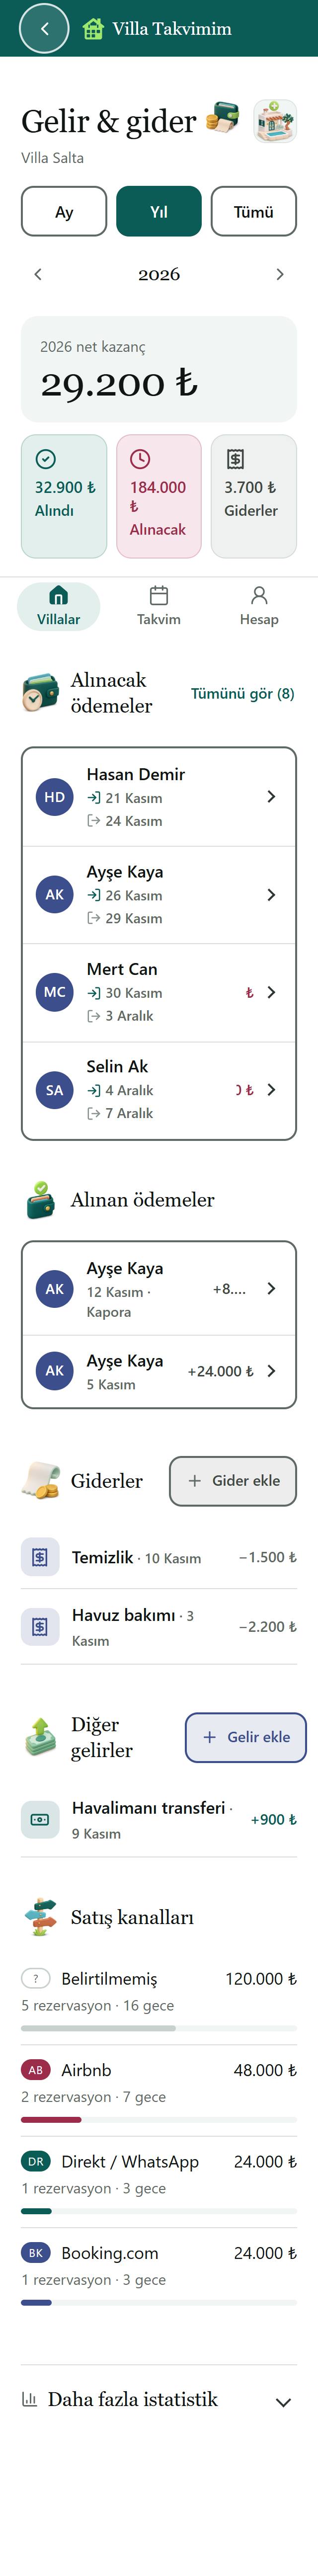 Villa Takvimim
Gelir & gider
Villa Salta
Ay
Yıl
Tümü
2026
2026 net kazanç
29.200 ₺
32.900 ₺
Alındı
184.000
₺
Alınacak
3.700 ₺
Giderler
Villalar
Takvim
Hesap
Alınacak
ödemeler
Tümünü gör (8)
HD
Hasan Demir
21 Kasım
24 Kasım
AK
Ayşe Kaya
26 Kasım
29 Kasım
MC
Mert Can
30 Kasım
₺
3 Aralık
SA
Selin Ak
4 Aralık
₺
7 Aralık
Alınan ödemeler
AK
Ayşe Kaya
12 Kasım ·
Kapora
+8....
AK
Ayşe Kaya
5 Kasım
+24.000 ₺
Giderler
+ Gider ekle
Temizlik · 10 Kasım
−1.500 ₺
Havuz bakımı · 3
Kasım
−2.200 ₺
Diğer
gelirler
+ Gelir ekle
Havalimanı transferi ·
9 Kasım
+900 ₺
Satış kanalları
? Belirtilmemiş 120.000 ₺
5 rezervasyon · 16 gece
AB Airbnb 48.000 ₺
2 rezervasyon · 7 gece
DR Direkt / WhatsApp 24.000 ₺
1 rezervasyon · 3 gece
BK Booking.com 24.000 ₺
1 rezervasyon · 3 gece
Daha fazla istatistik